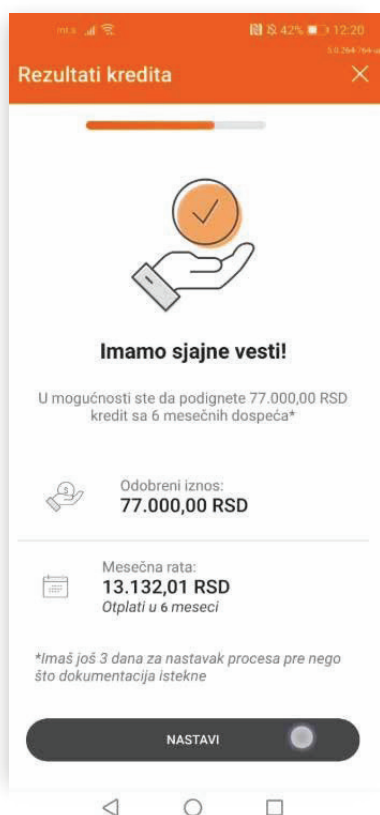 mt:s
42% 12:20
Rezultati kredita
Imamo sjajne vesti!
U mogućnosti ste da podignete 77.000,00 RSD
kredit sa 6 mesečnih dospeća*
Odobreni iznos:
77.000,00 RSD
Mesečna rata:
13.132,01 RSD
Otplati u 6 meseci
*Imaš još 3 dana za nastavak procesa pre nego
što dokumentacija istekne
NASTAVI